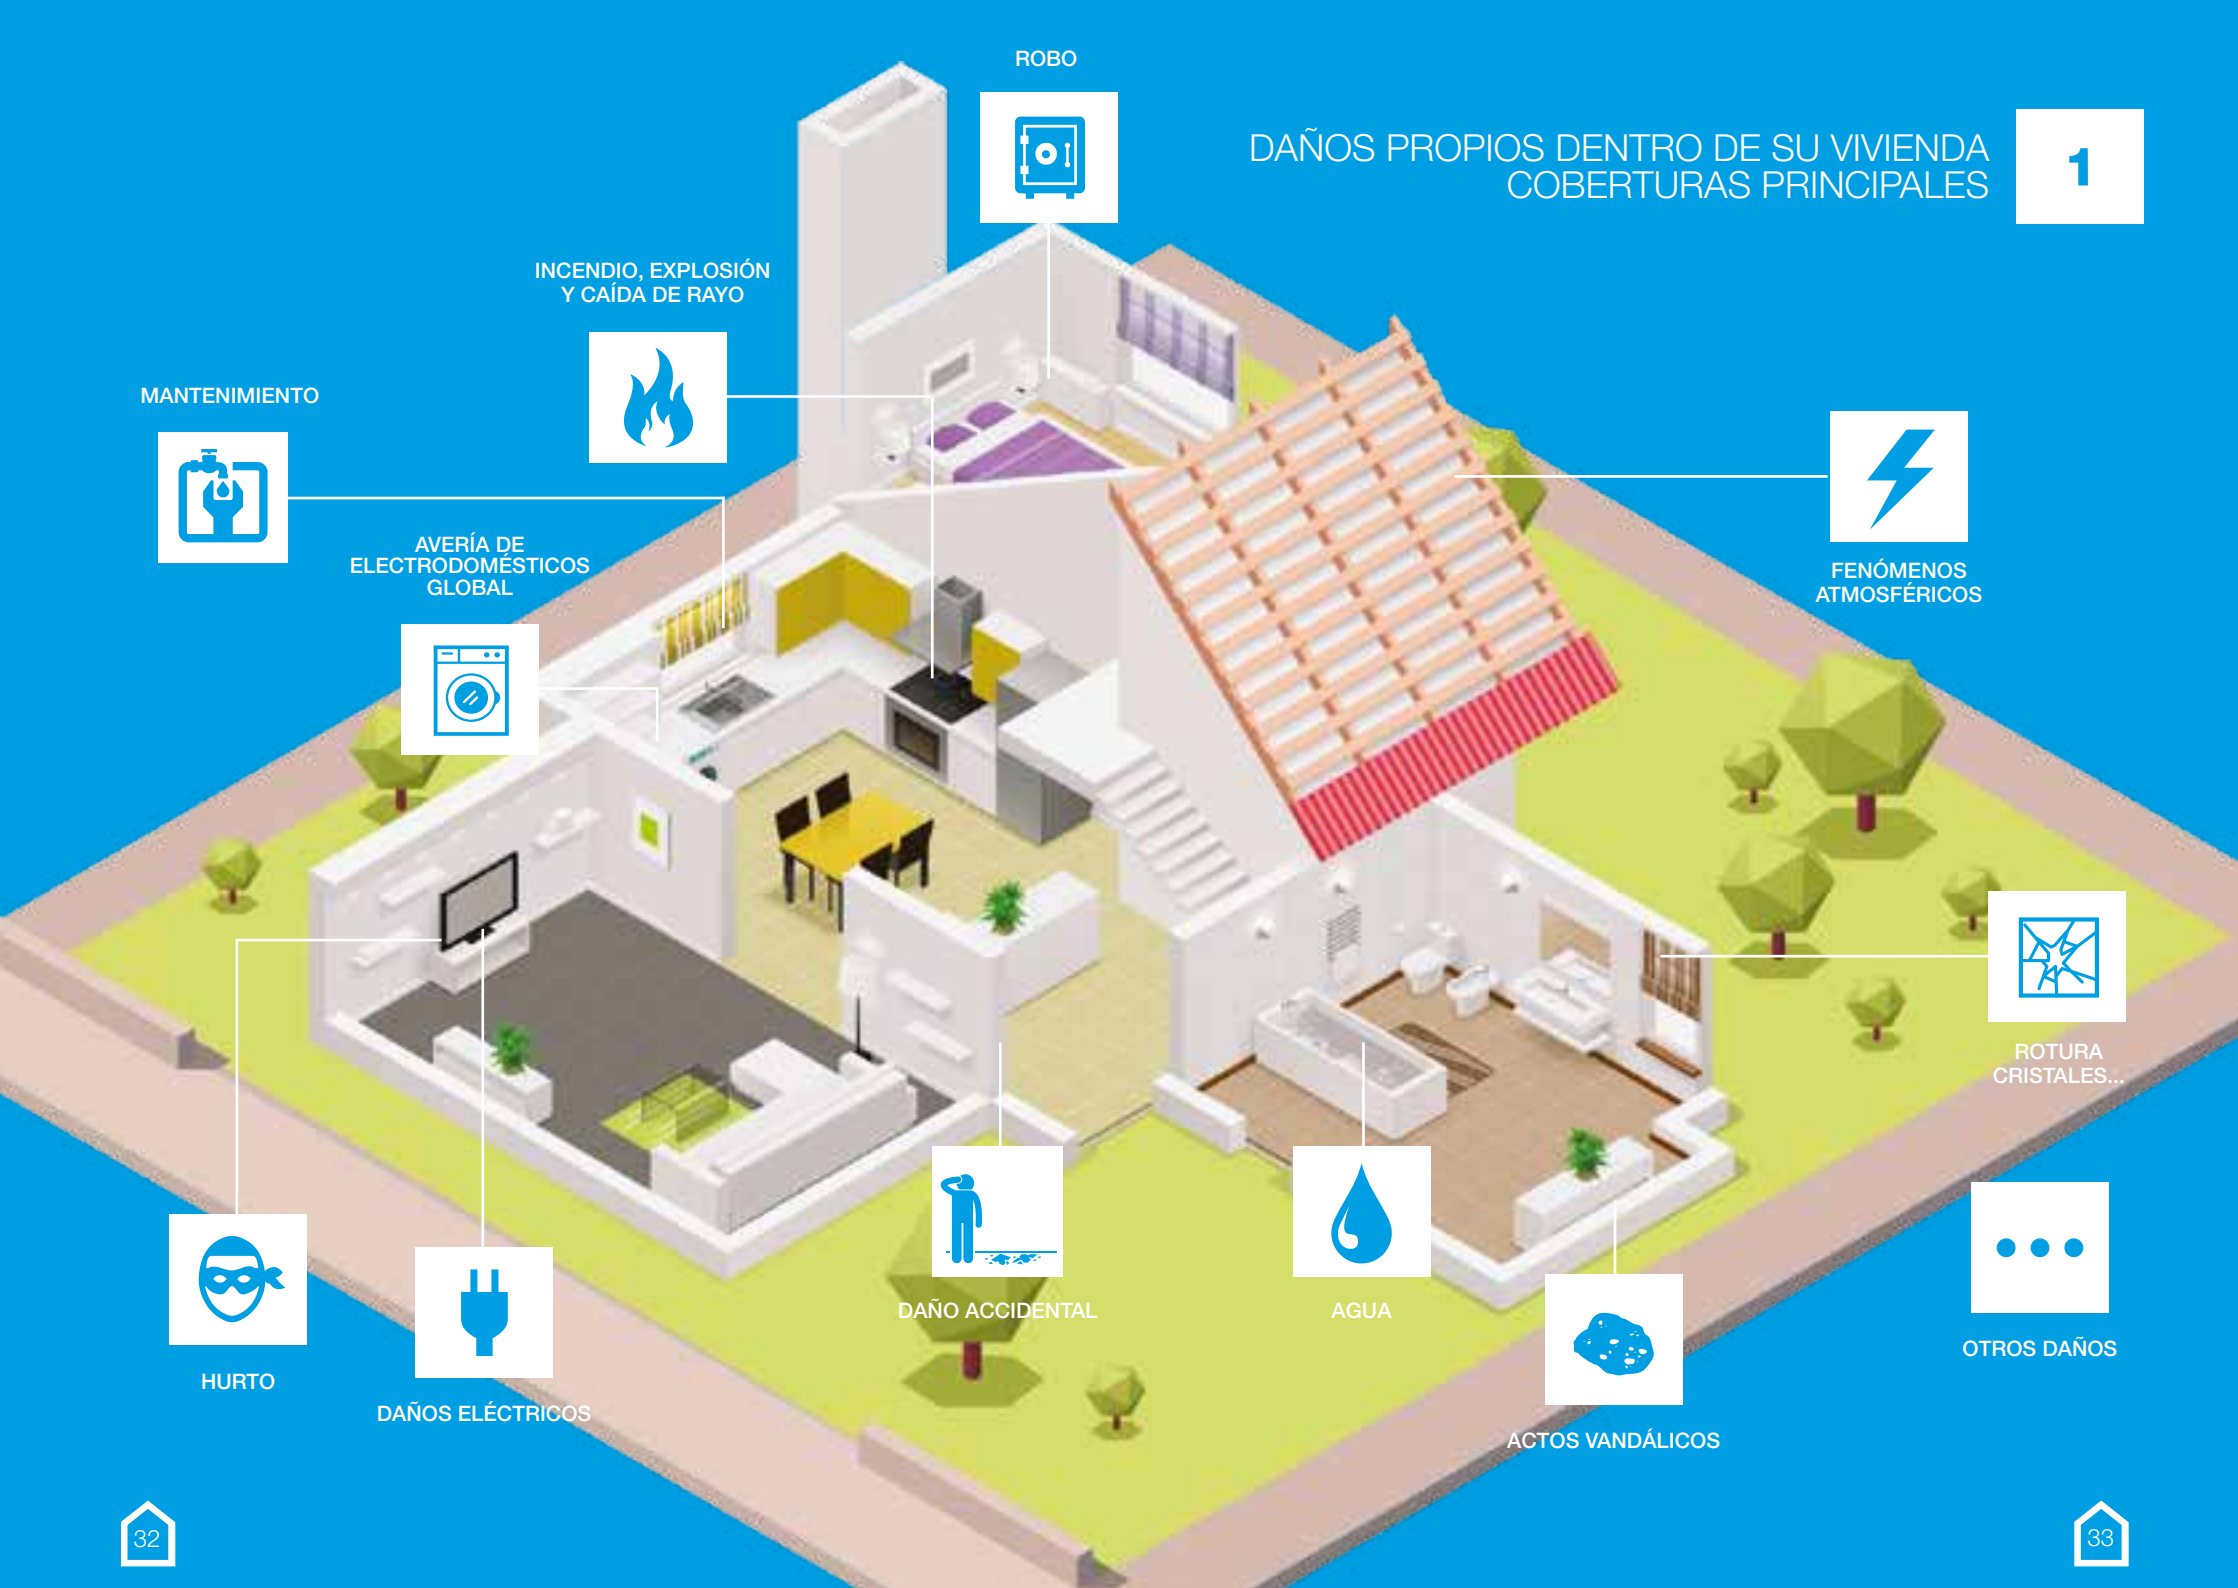 ROBO
DAÑOS PROPIOS DENTRO DE SU VIVIENDA
COBERTURAS PRINCIPALES
1
INCENDIO, EXPLOSIÓN
Y CAÍDA DE RAYO
MANTENIMIENTO
AVERÍA DE
ELECTRODOMÉSTICOS
GLOBAL
FENÓMENOS
ATMOSFÉRICOS
ROTURA
CRISTALES...
HURTO
DAÑOS ELÉCTRICOS
DAÑO ACCIDENTAL
AGUA
ACTOS VANDÁLICOS
OTROS DAÑOS
32
33